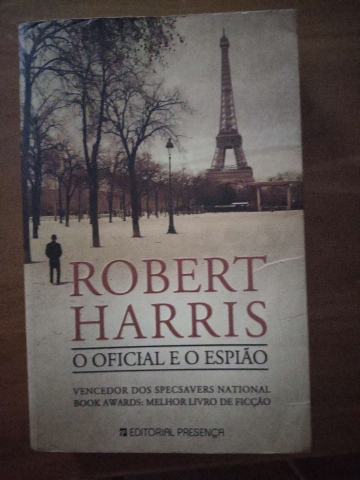 ROBERT
HARRIS
O OFICIAL E O ESPIÃO
VENCEDOR DOS SPECSAVERS NATIONAL
BOOK AWARDS: MELHOR LIVRO DE FICÇÃO
EDITORIAL PRESENÇA